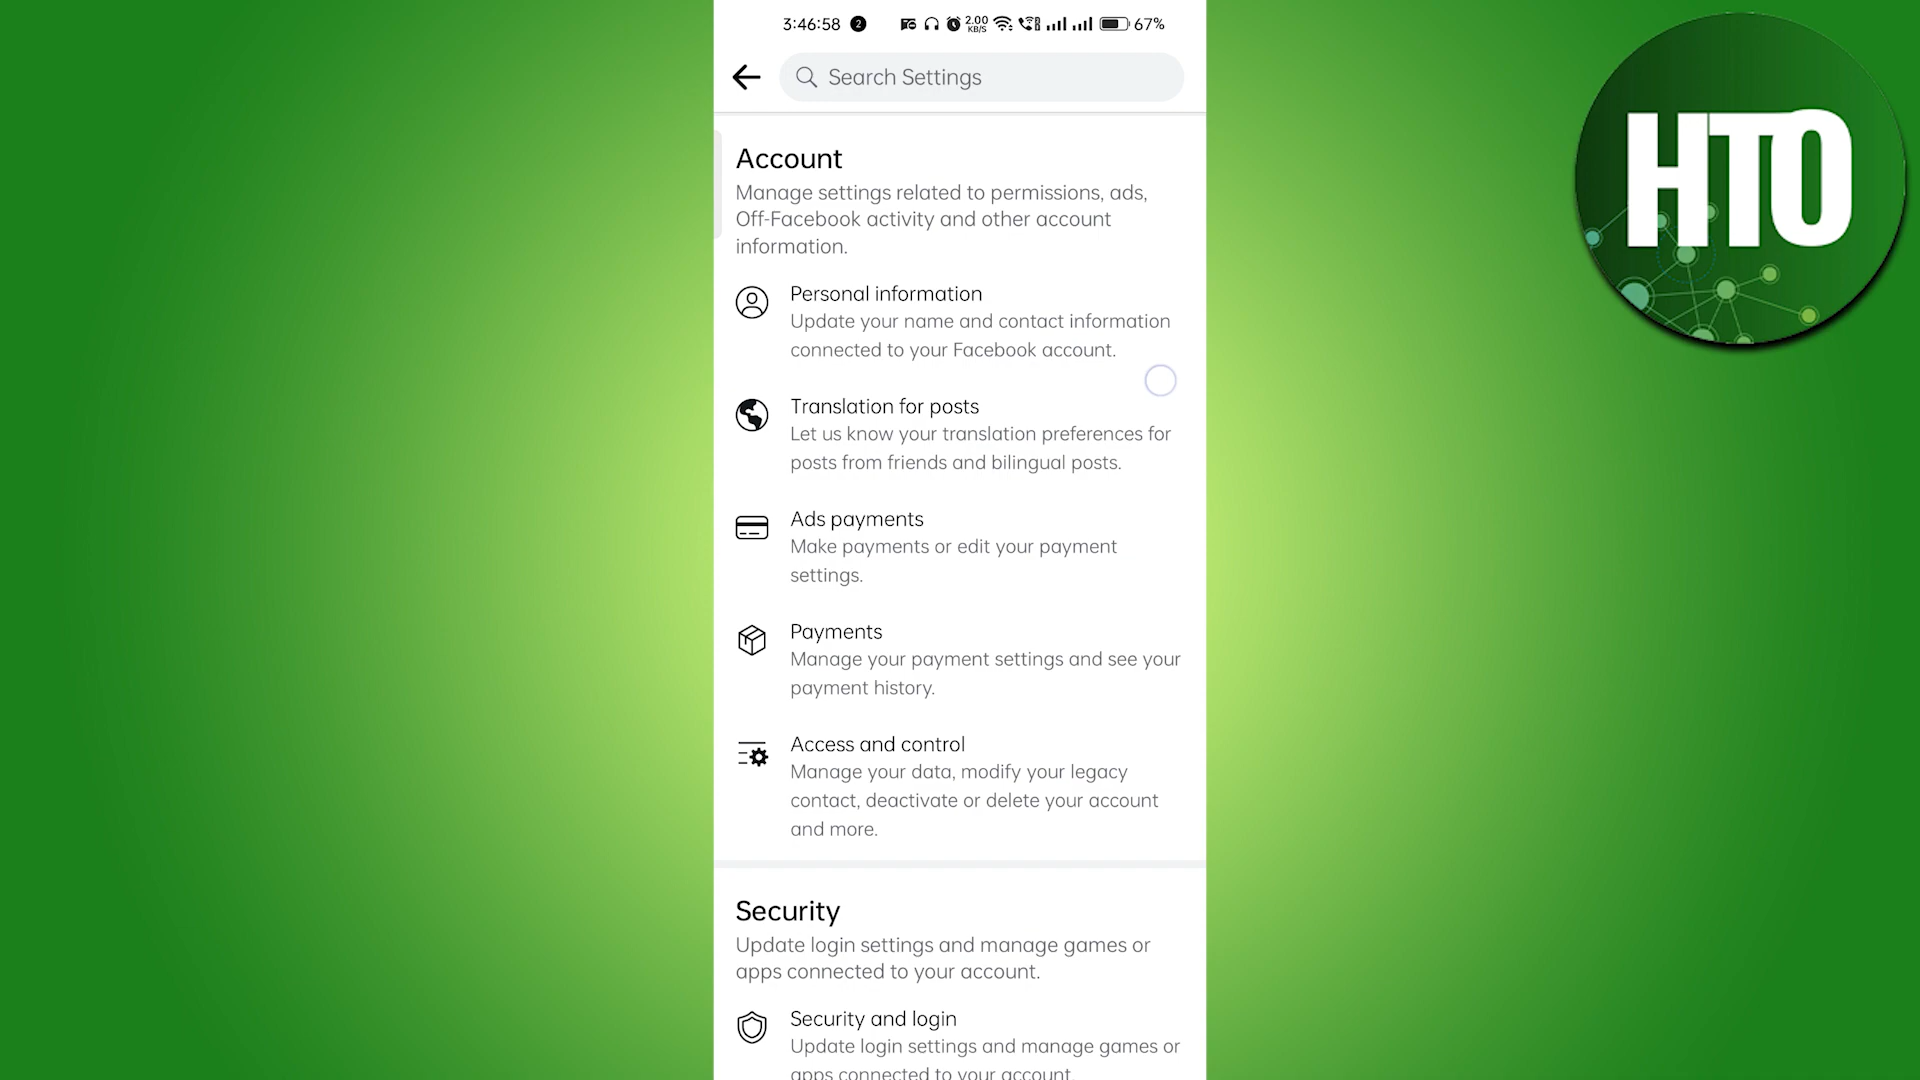 3:46:58 2 2.00 KB/S 67%
Search Settings
HTO
Account
Manage settings related to permissions, ads,
Off-Facebook activity and other account
information.
Personal information
Update your name and contact information
connected to your Facebook account.
Translation for posts
Let us know your translation preferences for
posts from friends and bilingual posts.
Ads payments
Make payments or edit your payment
settings.
Payments
Manage your payment settings and see your
payment history.
Access and control
Manage your data, modify your legacy
contact, deactivate or delete your account
and more.
Security
Update login settings and manage games or
apps connected to your account.
Security and login
Update login settings and manage games or
apps connected to your account.